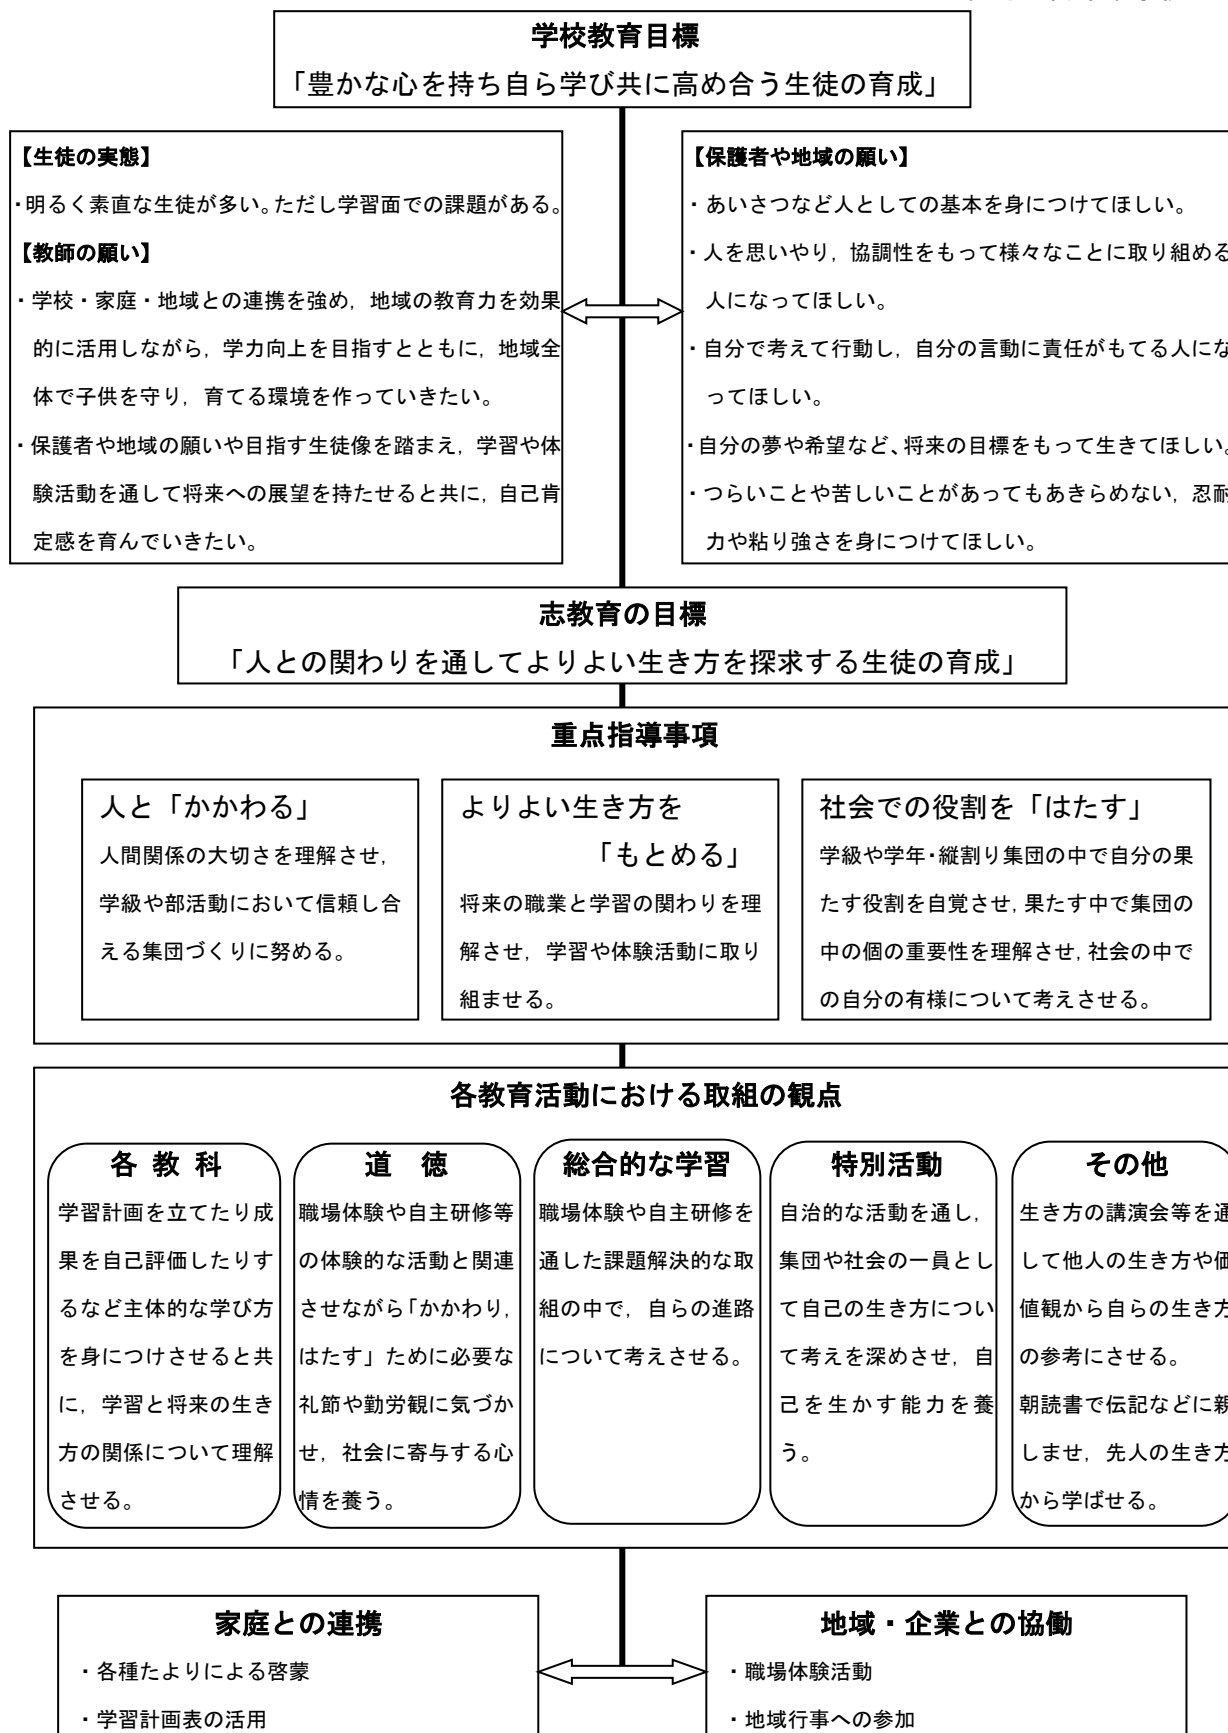 学校教育目標
「豊かな心を持ち自ら学び共に高め合う生徒の育成」
【生徒の実態】
・明るく素直な生徒が多い。ただし学習面での課題がある。
【教師の願い】
・学校・家庭・地域との連携を強め，地域の教育力を効果
的に活用しながら，学力向上を目指すとともに，地域全
体で子供を守り，育てる環境を作っていきたい。
・保護者や地域の願いや目指す生徒像を踏まえ，学習や体
験活動を通して将来への展望を持たせると共に，自己肯
定感を育んでいきたい。
【保護者や地域の願い】
・あいさつなど人としての基本を身につけてほしい。
・人を思いやり，協調性をもって様々なことに取り組める
人になってほしい。
・自分で考えて行動し，自分の言動に責任がもてる人にな
ってほしい。
・自分の夢や希望など、将来の目標をもって生きてほしい。
・つらいことや苦しいことがあってもあきらめない，忍耐
力や粘り強さを身につけてほしい。
志教育の目標
「人との関わりを通してよりよい生き方を探求する生徒の育成」
重点指導事項
人と「かかわる」
人間関係の大切さを理解させ，
学級や部活動において信頼し合
える集団づくりに努める。
よりよい生き方を
「もとめる」
将来の職業と学習の関わりを理
解させ，学習や体験活動に取り
組ませる。
社会での役割を「はたす」
学級や学年・縦割り集団の中で自分の果
たす役割を自覚させ，果たす中で集団の
中の個の重要性を理解させ，社会の中で
の自分の有様について考えさせる。
各教育活動における取組の観点
各 教 科
学習計画を立てたり成
果を自己評価したりす
るなど主体的な学び方
を身につけさせると共
に，学習と将来の生き
方の関係について理解
させる。
道　徳
職場体験や自主研修等
の体験的な活動と関連
させながら「かかわり，
はたす」ために必要な
礼節や勤労観に気づか
せ，社会に寄与する心
情を養う。
総合的な学習
職場体験や自主研修を
通した課題解決的な取
組の中で，自らの進路
について考えさせる。
特別活動
自治的な活動を通し，
集団や社会の一員とし
て自己の生き方につい
て考えを深めさせ，自
己を生かす能力を養
う。
その他
生き方の講演会等を通
して他人の生き方や価
値観から自らの生き方
の参考にさせる。
朝読書で伝記などに親
しませ，先人の生き方
から学ばせる。
家庭との連携
・各種たよりによる啓蒙
・学習計画表の活用
地域・企業との協働
・職場体験活動
・地域行事への参加